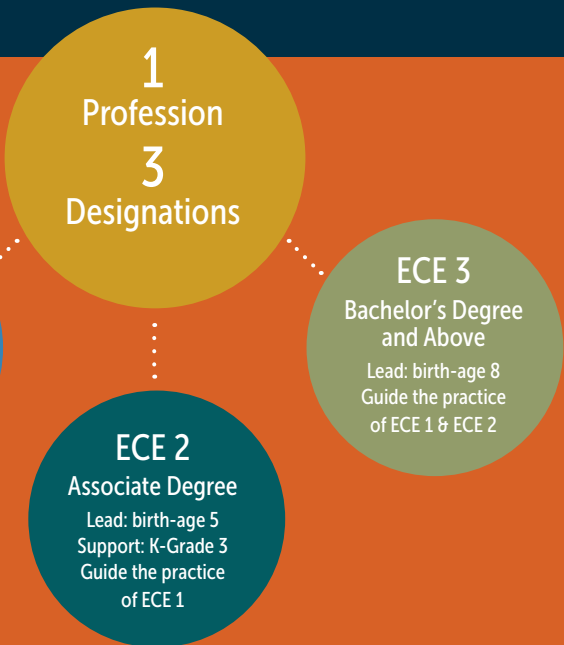 1
Profession
3
Designations
ECE 3
Bachelor’s Degree
and Above
Lead: birth-age 8
Guide the practice
of ECE 1 & ECE 2
ECE 2
Associate Degree
Lead: birth-age 5
Support: K-Grade 3
Guide the practice
of ECE 1